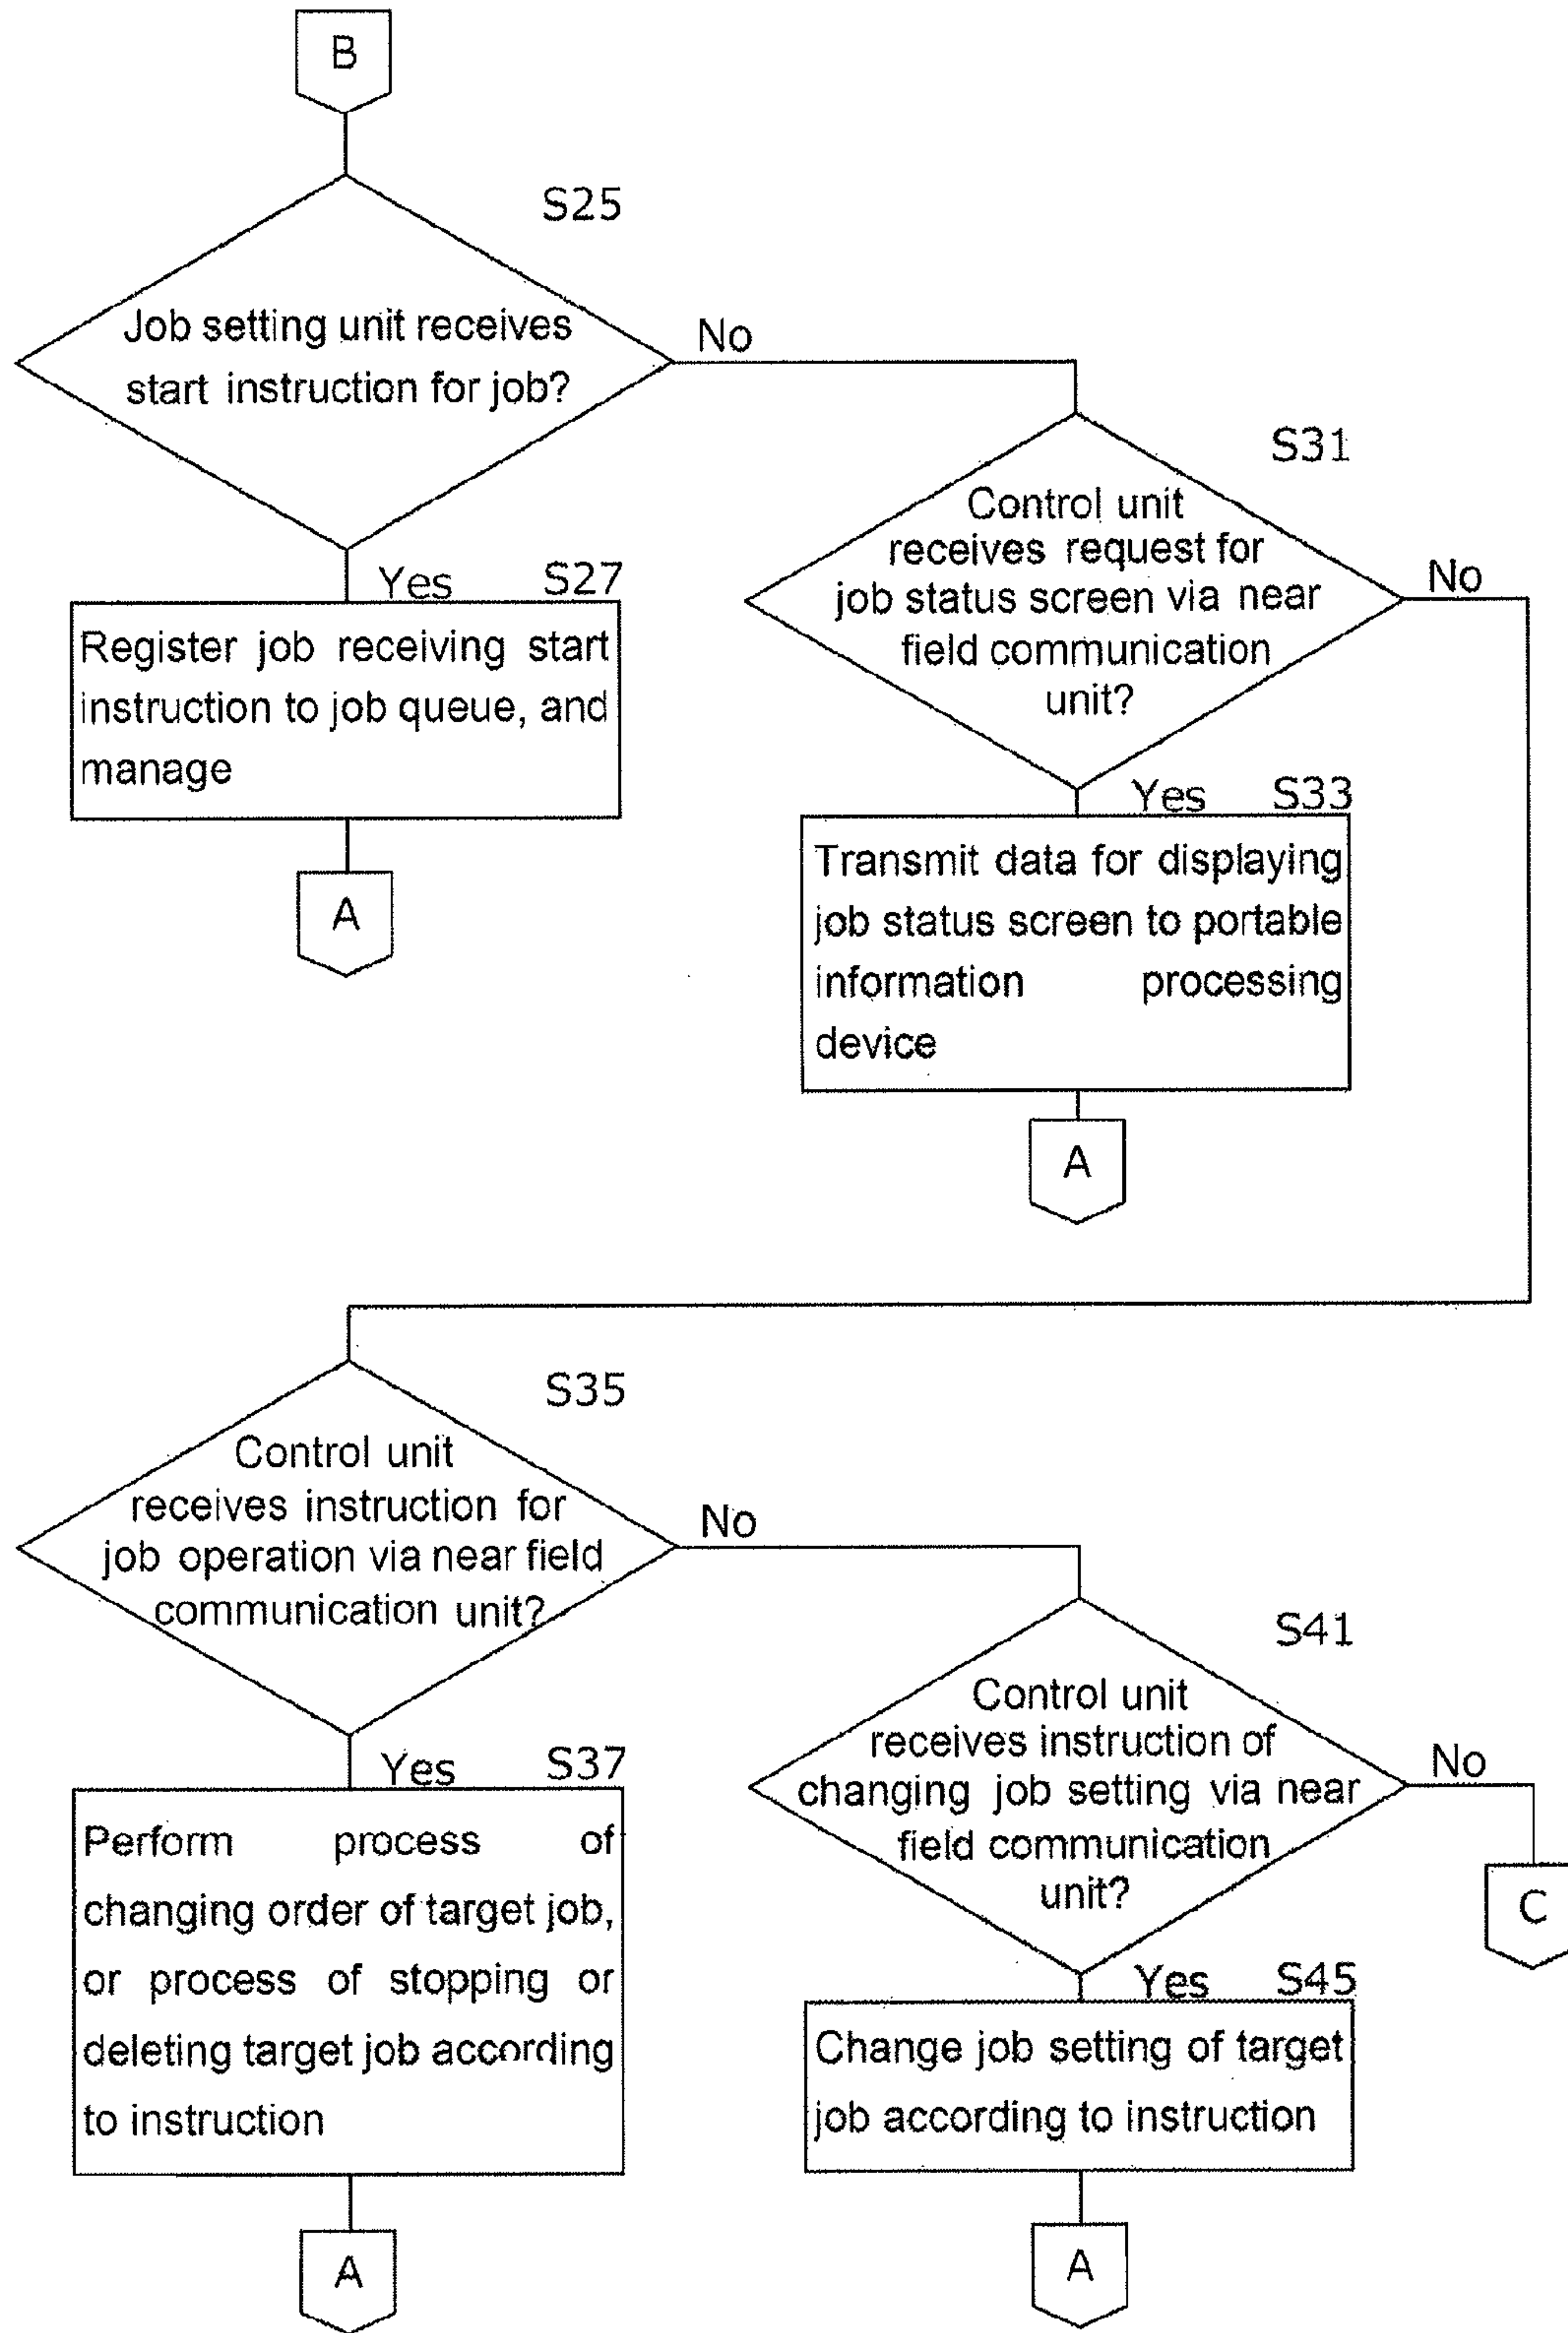 B
S25
Job setting unit receives
start instruction for job?
No
Yes
S27
Register job receiving start
instruction to job queue, and
manage
A
S31
Control unit
receives request for
job status screen via near
field communication
unit?
No
Yes
S33
Transmit data for displaying
job status screen to portable
information processing
device
A
S35
Control unit
receives instruction for
job operation via near field
communication unit?
No
Yes
S37
Perform process of
changing order of target job,
or process of stopping or
deleting target job according
to instruction
A
S41
Control unit
receives instruction of
changing job setting via near
field communication
unit?
No
C
Yes
S45
Change job setting of target
job according to instruction
A